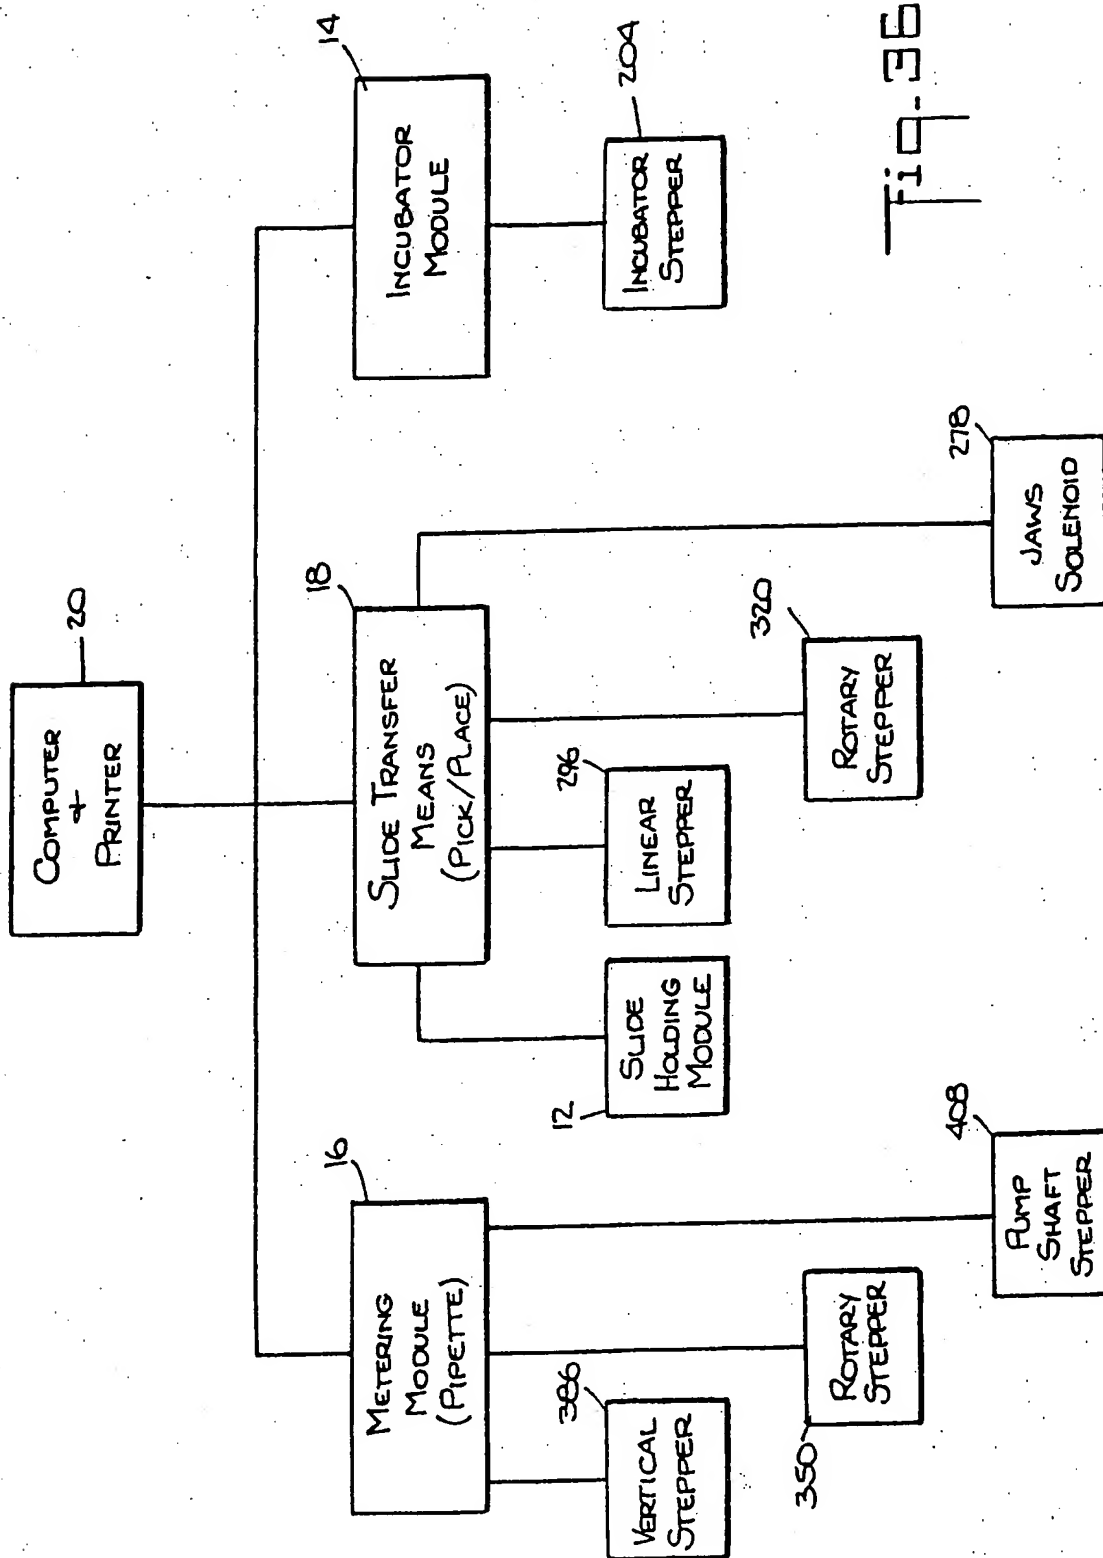 COMPUTER
+
PRINTER
20
METERING
MODULE
(PIPETTE)
16
SLIDE TRANSFER
MEANS
(PICK/PLACE)
18
INCUBATOR
MODULE
14
VERTICAL
STEPPER
386
ROTARY
STEPPER
350
PUMP
SHAFT
STEPPER
408
SLIDE
HOLDING
MODULE
12
LINEAR
STEPPER
296
ROTARY
STEPPER
320
JAWS
SOLENOID
278
INCUBATOR
STEPPER
204
Fig. 36